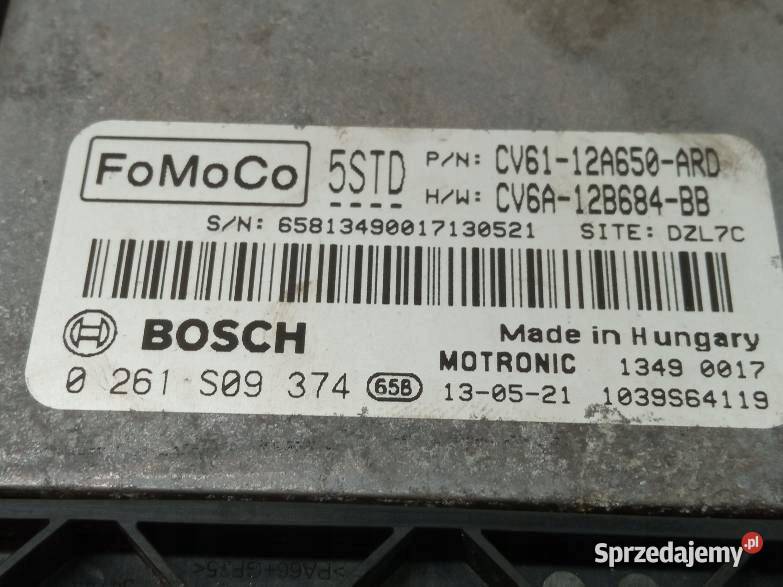 FoMoCo 5STD P/N: CV61-12A650-ARD
H/W: CV6A-12B684-BB
S/N: 65813490017130521 SITE: DZL7C
BOSCH Made in Hungary
MOTRONIC 1349 0017
0 261 S09 374 65B 13-05-21 1039S64119
Sprzedajemy.pl